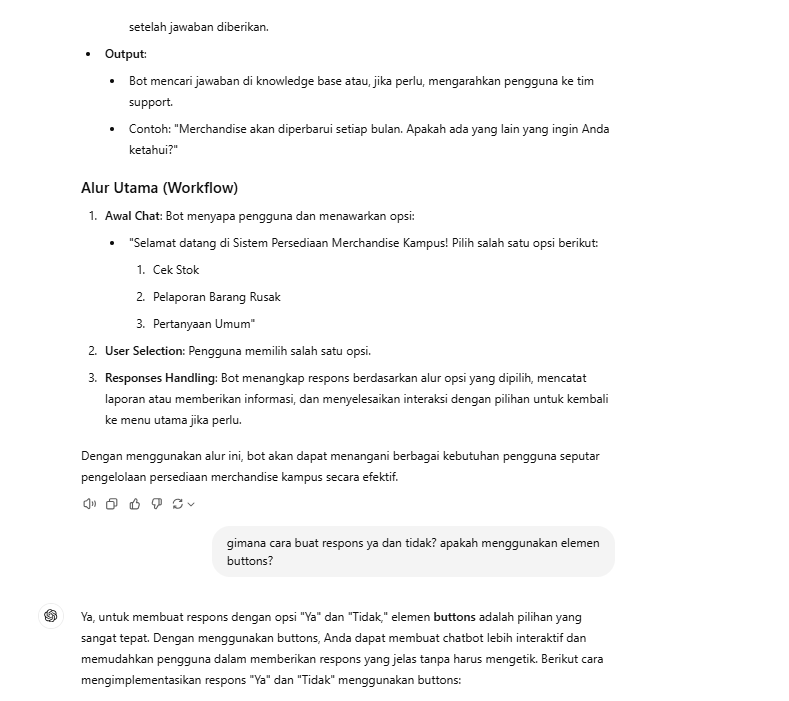 setelah jawaban diberikan.
• Output:
• Bot mencari jawaban di knowledge base atau, jika perlu, mengarahkan pengguna ke tim
support.
• Contoh: "Merchandise akan diperbarui setiap bulan. Apakah ada yang lain yang ingin Anda
ketahui?"
Alur Utama (Workflow)
1. Awal Chat: Bot menyapa pengguna dan menawarkan opsi:
• "Selamat datang di Sistem Persediaan Merchandise Kampus! Pilih salah satu opsi berikut:
1. Cek Stok
2. Pelaporan Barang Rusak
3. Pertanyaan Umum"
2. User Selection: Pengguna memilih salah satu opsi.
3. Responses Handling: Bot menangkap respons berdasarkan alur opsi yang dipilih, mencatat
laporan atau memberikan informasi, dan menyelesaikan interaksi dengan pilihan untuk kembali
ke menu utama jika perlu.
Dengan menggunakan alur ini, bot akan dapat menangani berbagai kebutuhan pengguna seputar
pengelolaan persediaan merchandise kampus secara efektif.
gimana cara buat respons ya dan tidak? apakah menggunakan elemen
buttons?
Ya, untuk membuat respons dengan opsi "Ya" dan "Tidak," elemen buttons adalah pilihan yang
sangat tepat. Dengan menggunakan buttons, Anda dapat membuat chatbot lebih interaktif dan
memudahkan pengguna dalam memberikan respons yang jelas tanpa harus mengetik. Berikut cara
mengimplementasikan respons "Ya" dan "Tidak" menggunakan buttons: